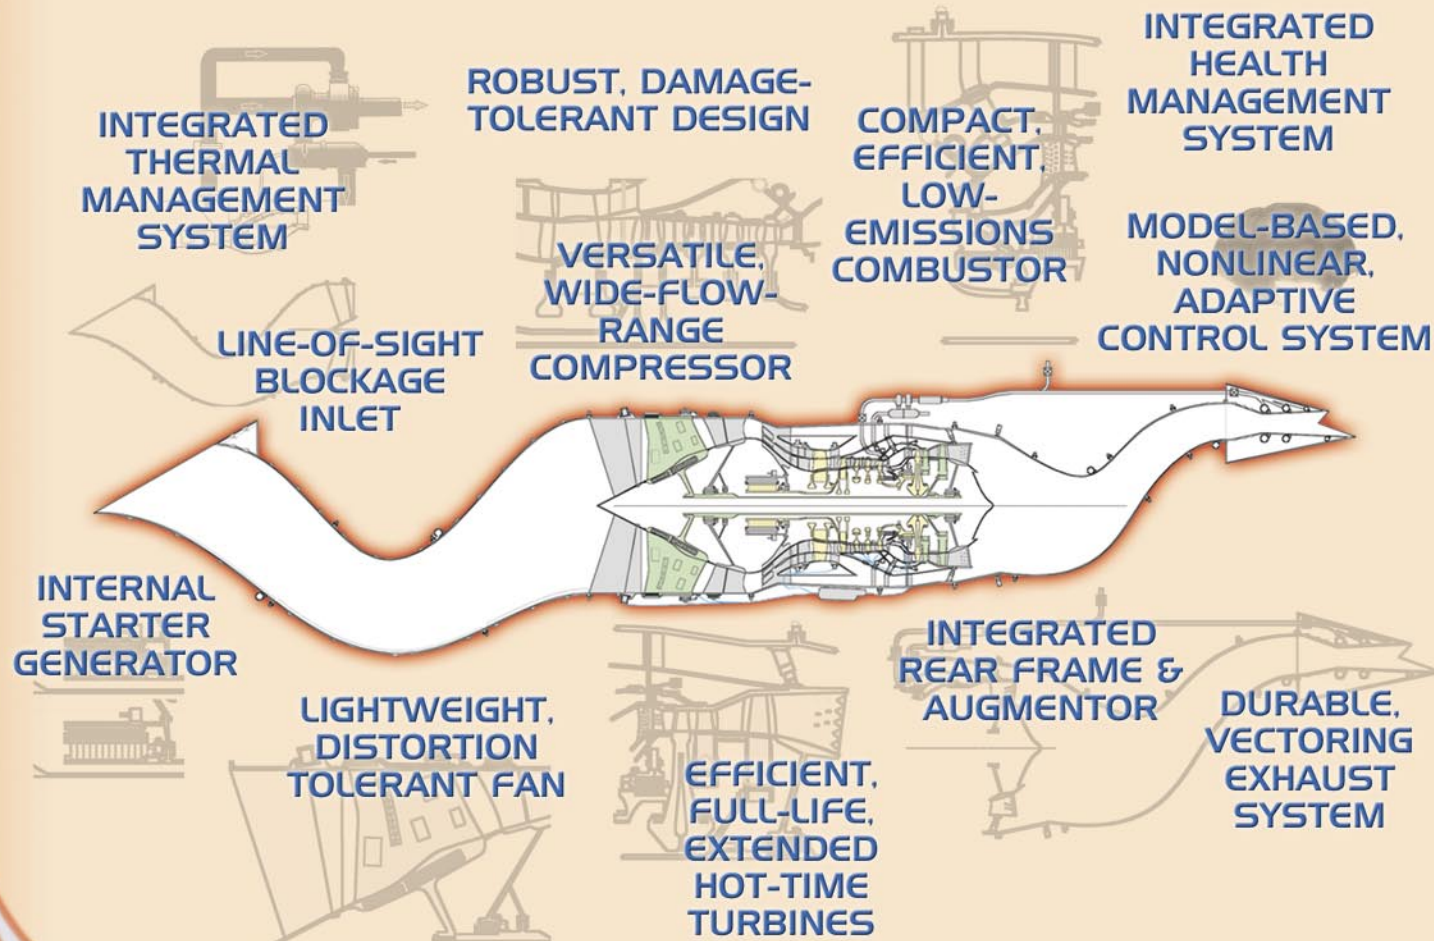 INTEGRATED
THERMAL
MANAGEMENT
SYSTEM
ROBUST, DAMAGE-
TOLERANT DESIGN
COMPACT,
EFFICIENT,
LOW-
EMISSIONS
COMBUSTOR
INTEGRATED
HEALTH
MANAGEMENT
SYSTEM
LINE-OF-SIGHT
BLOCKAGE
INLET
VERSATILE,
WIDE-FLOW-
RANGE
COMPRESSOR
MODEL-BASED,
NONLINEAR,
ADAPTIVE
CONTROL SYSTEM
INTERNAL
STARTER
GENERATOR
LIGHTWEIGHT,
DISTORTION
TOLERANT FAN
EFFICIENT,
FULL-LIFE,
EXTENDED
HOT-TIME
TURBINES
INTEGRATED
REAR FRAME &
AUGMENTOR
DURABLE,
VECTORING
EXHAUST
SYSTEM